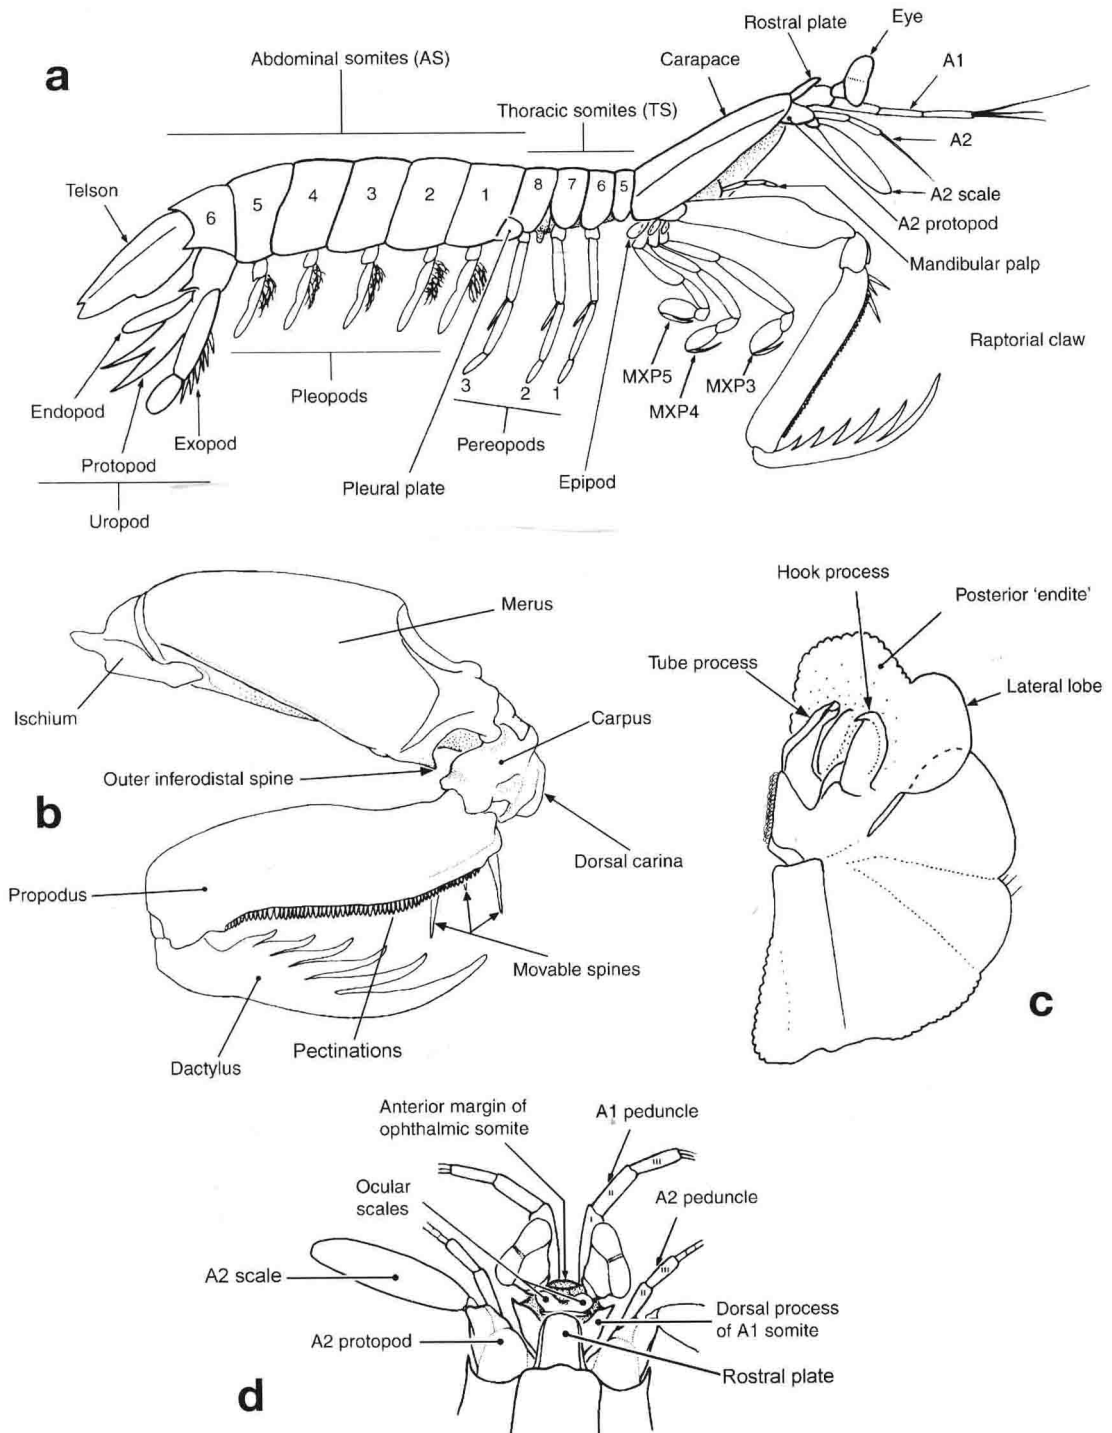 a
Abdominal somites (AS)
Thoracic somites (TS)
Carapace
Rostral plate
Eye
A1
A2
A2 scale
A2 protopod
Mandibular palp
Raptorial claw
Telson
6
5
4
3
2
1
8
7
6
5
MXP5
MXP4
MXP3
3
2
1
Pereopods
Pleopods
Endopod
Protopod
Exopod
Uropod
Pleural plate
Epipod
b
Merus
Ischium
Carpus
Outer inferodistal spine
Dorsal carina
Propodus
Movable spines
Pectinations
Dactylus
Hook process
Posterior ‘endite’
Tube process
Lateral lobe
c
Anterior margin of
ophthalmic somite
A1 peduncle
III
II
I
Ocular
scales
A2 peduncle
III
II
A2 scale
A2 protopod
Dorsal process
of A1 somite
Rostral plate
d